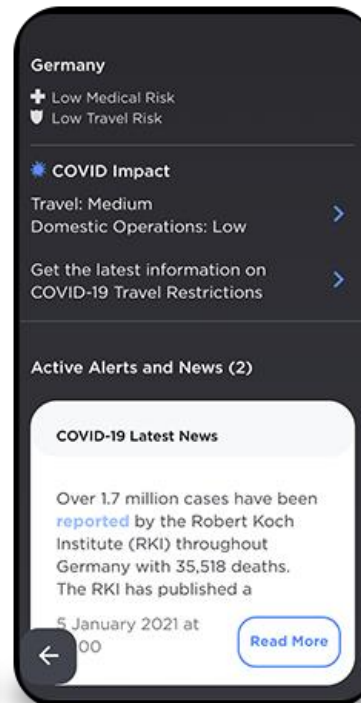 Germany
Low Medical Risk
Low Travel Risk
COVID Impact
Travel: Medium
Domestic Operations: Low
Get the latest information on
COVID-19 Travel Restrictions
Active Alerts and News (2)
COVID-19 Latest News
Over 1.7 million cases have been
reported by the Robert Koch
Institute (RKI) throughout
Germany with 35,518 deaths.
The RKI has published a
5 January 2021 at
00
Read More